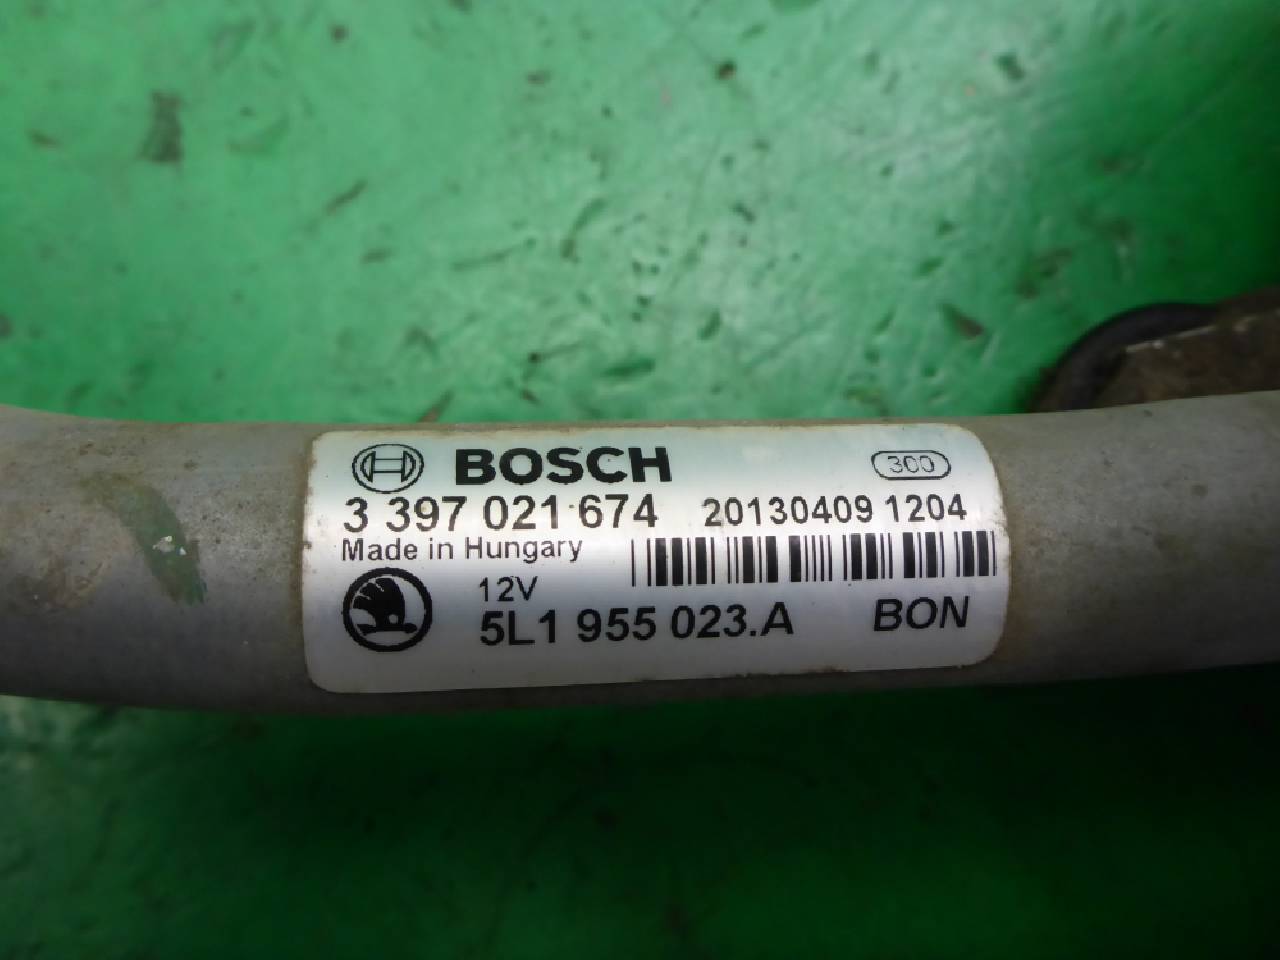 BOSCH 300
3 397 021 674 20130409 1204
Made in Hungary
12V
5L1 955 023.A BON